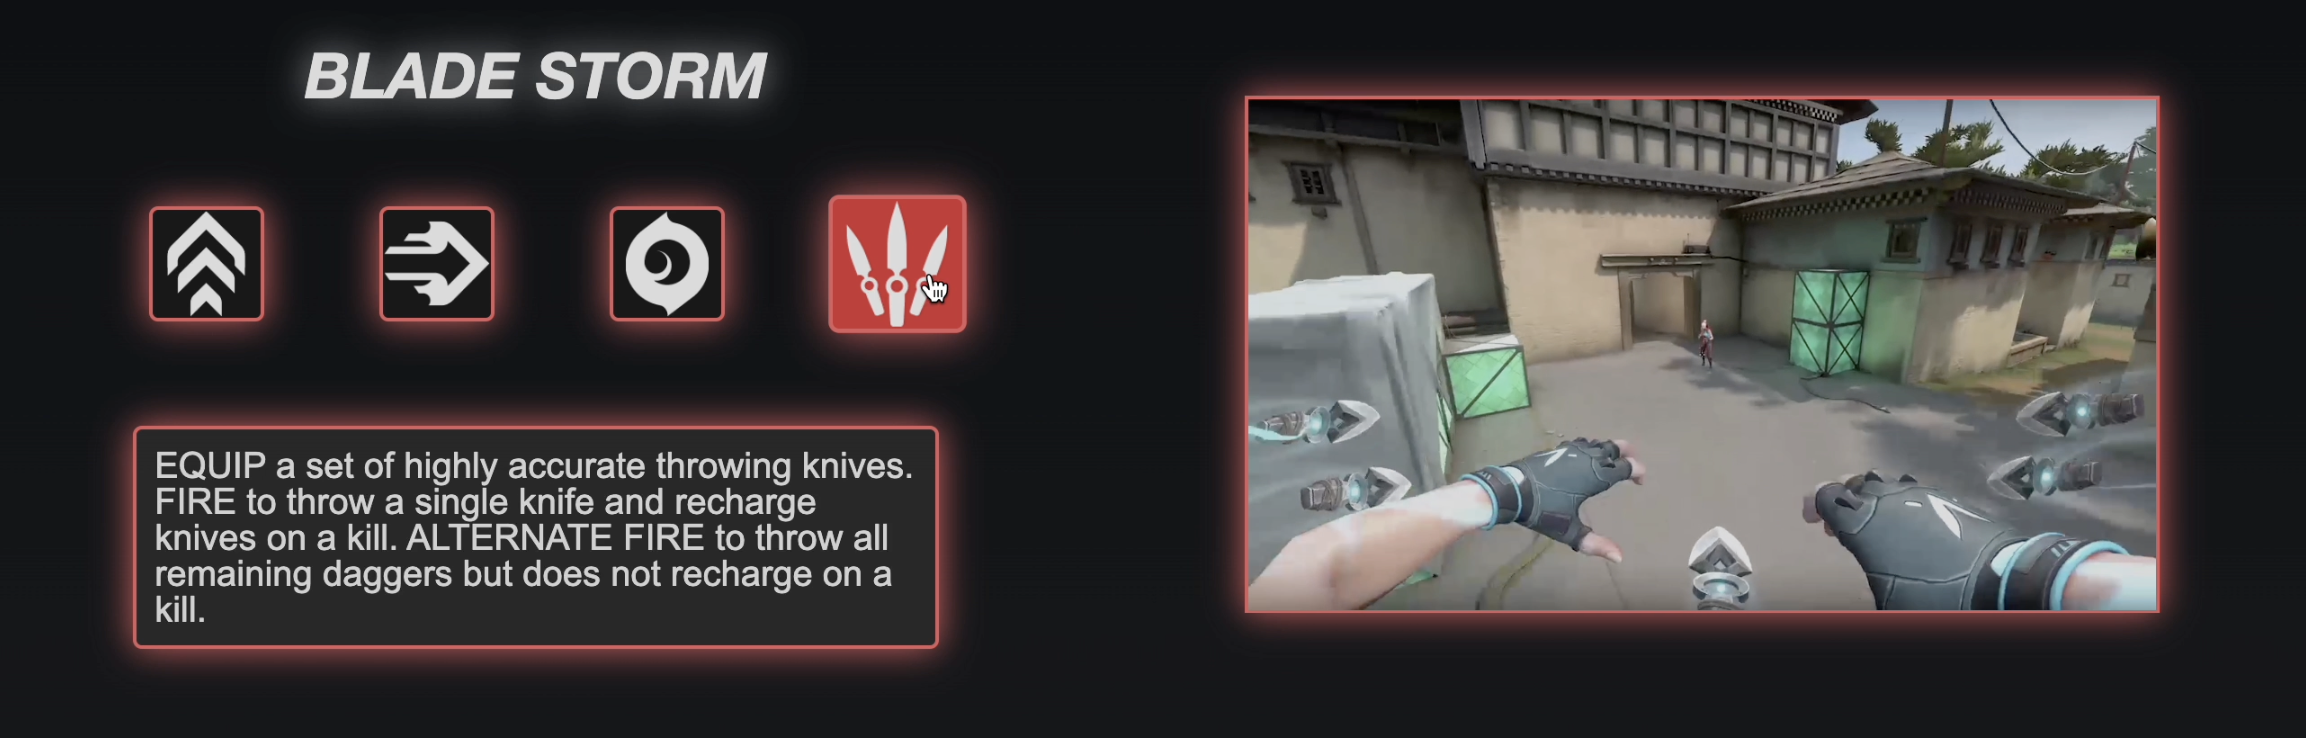 BLADE STORM
EQUIP a set of highly accurate throwing knives.
FIRE to throw a single knife and recharge
knives on a kill. ALTERNATE FIRE to throw all
remaining daggers but does not recharge on a
kill.